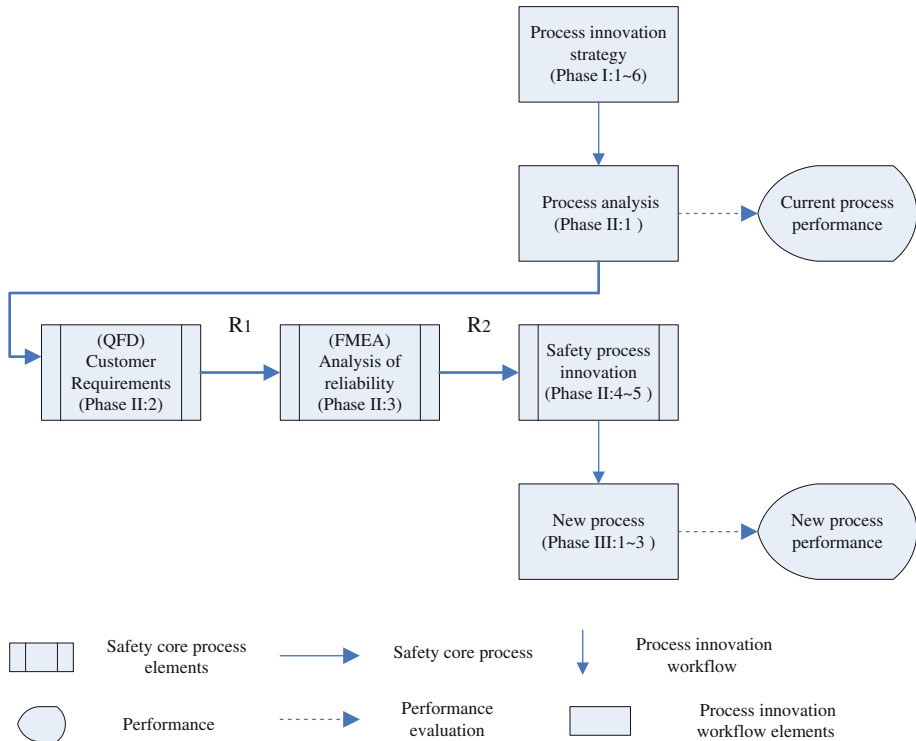 Process innovation
strategy
(Phase I:1~6)
Process analysis
(Phase II:1 )
Current process
performance
R1
R2
(QFD)
Customer
Requirements
(Phase II:2)
(FMEA)
Analysis of
reliability
(Phase II:3)
Safety process
innovation
(Phase II:4~5 )
New process
(Phase III:1~3 )
New process
performance
Safety core process
elements
Safety core process
Process innovation
workflow
Performance
Performance
evaluation
Process innovation
workflow elements